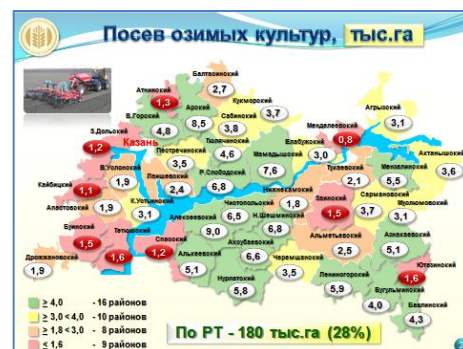 Посев озимых культур, тыс.га
Балтасинский
2,7
Атнинский
1,3
Кукморский
3,7
Арский
8,5
В.Горский
4,8
Сабинский
3,8
Агрызский
3,1
Менделеевский
0,8
З.Дольский
1,2
Казань
Тюлячинский
4,6
Пестречинский
3,5
Мамадышский
7,6
Елабужский
3,0
Актанышский
3,6
В.Услонский
1,9
Лаишевский
2,4
Р.Слободский
6,8
Тукаевский
2,1
Мензелинский
5,5
Кайбицкий
1,1
Нижнекамский
1,8
Заинский
1,5
Сармановский
3,7
Муслюмовский
3,1
Апастовский
1,9
К.Устьинский
3,1
Чистопольский
6,5
Н.Шешминский
6,8
Алексеевский
9,0
Буинский
1,5
Тетюшский
1,6
Спасский
1,2
Аксубаевский
6,6
Альметьевский
2,5
Азнакаевский
5,1
Дрожжановский
1,9
Алькеевский
5,1
Черемшанский
3,5
Ютазинский
1,6
Нурлатский
5,8
Лениногорский
5,9
Бугульминский
4,0
Бавлинский
4,3
≥ 4,0 - 16 районов
≥ 3,0 < 4,0 - 10 районов
≥ 1,8 < 3,0 - 8 районов
≤ 1,6 - 9 районов
По РТ - 180 тыс.га (28%)